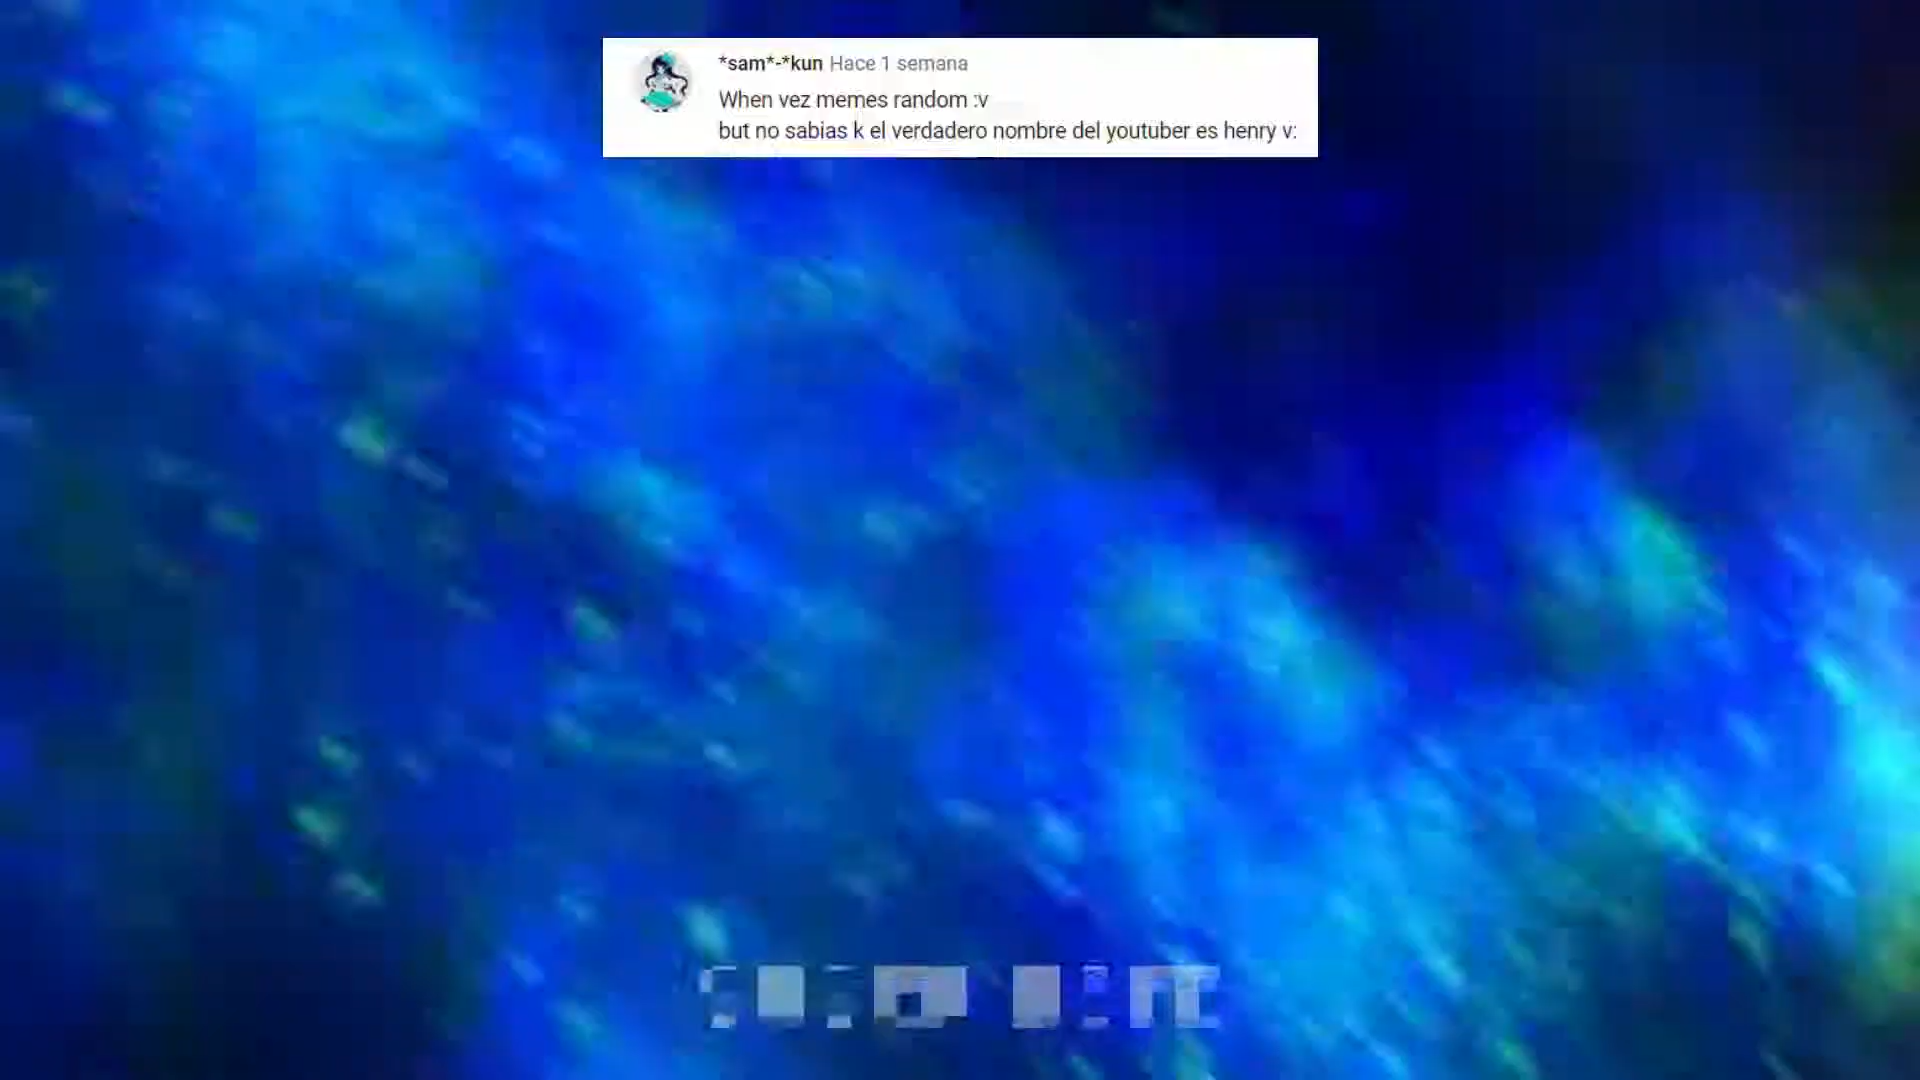 *sam*-*kun Hace 1 semana
When vez memes random :v
but no sabias k el verdadero nombre del youtuber es henry v: